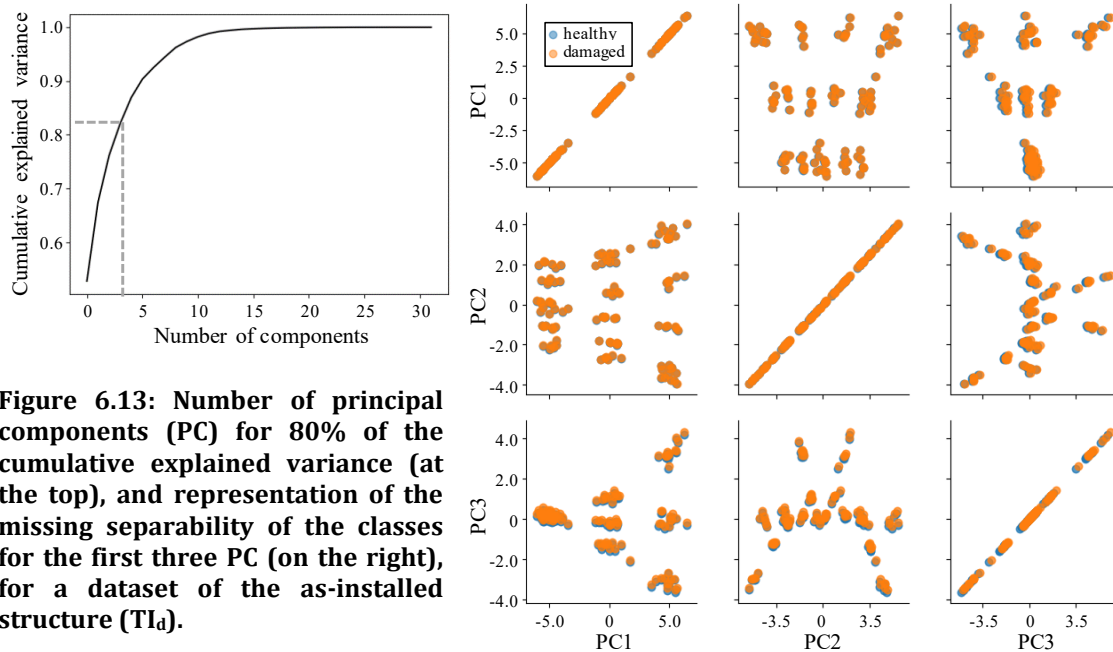 1.0
0.9
0.8
0.7
0.6
Cumulative explained variance
0 5 10 15 20 25 30
Number of components
Figure 6.13: Number of principal
components (PC) for 80% of the
cumulative explained variance (at
the top), and representation of the
missing separability of the classes
for the first three PC (on the right),
for a dataset of the as-installed
structure (TId).
healthy
damaged
PC1
5.0
2.5
0
-2.5
5.0
PC2
4.0
2.0
0
-2.0
-4.0
PC3
4.0
2.0
0
-2.0
-4.0
-5.0 0 5.0
PC1
-3.5 0 3.5
PC2
-3.5 0 3.5
PC3